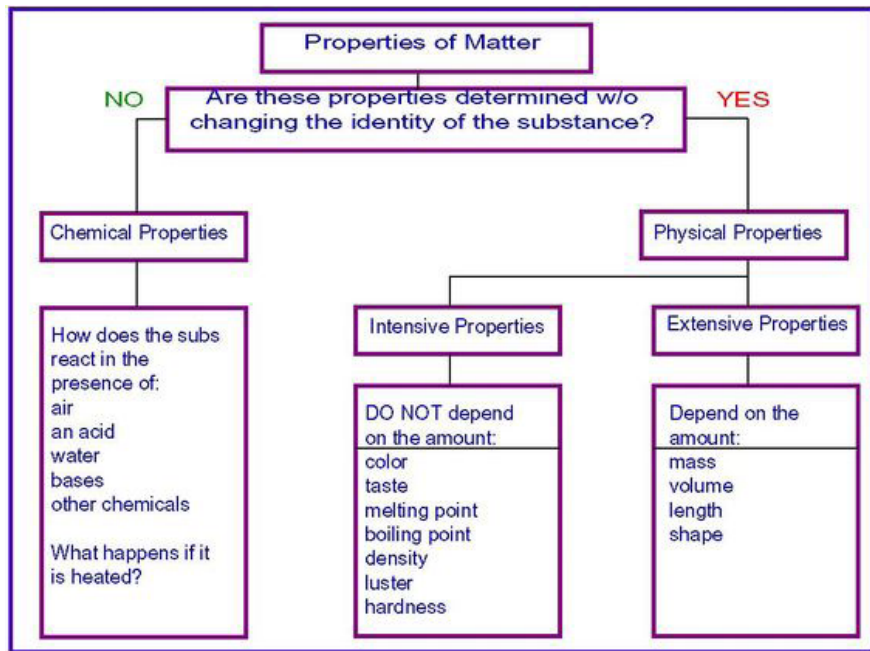 Properties of Matter
NO
Are these properties determined w/o
changing the identity of the substance?
YES
Chemical Properties
How does the subs
react in the
presence of:
air
an acid
water
bases
other chemicals
What happens if it
is heated?
Physical Properties
Intensive Properties
DO NOT depend
on the amount:
color
taste
melting point
boiling point
density
luster
hardness
Extensive Properties
Depend on the
amount:
mass
volume
length
shape